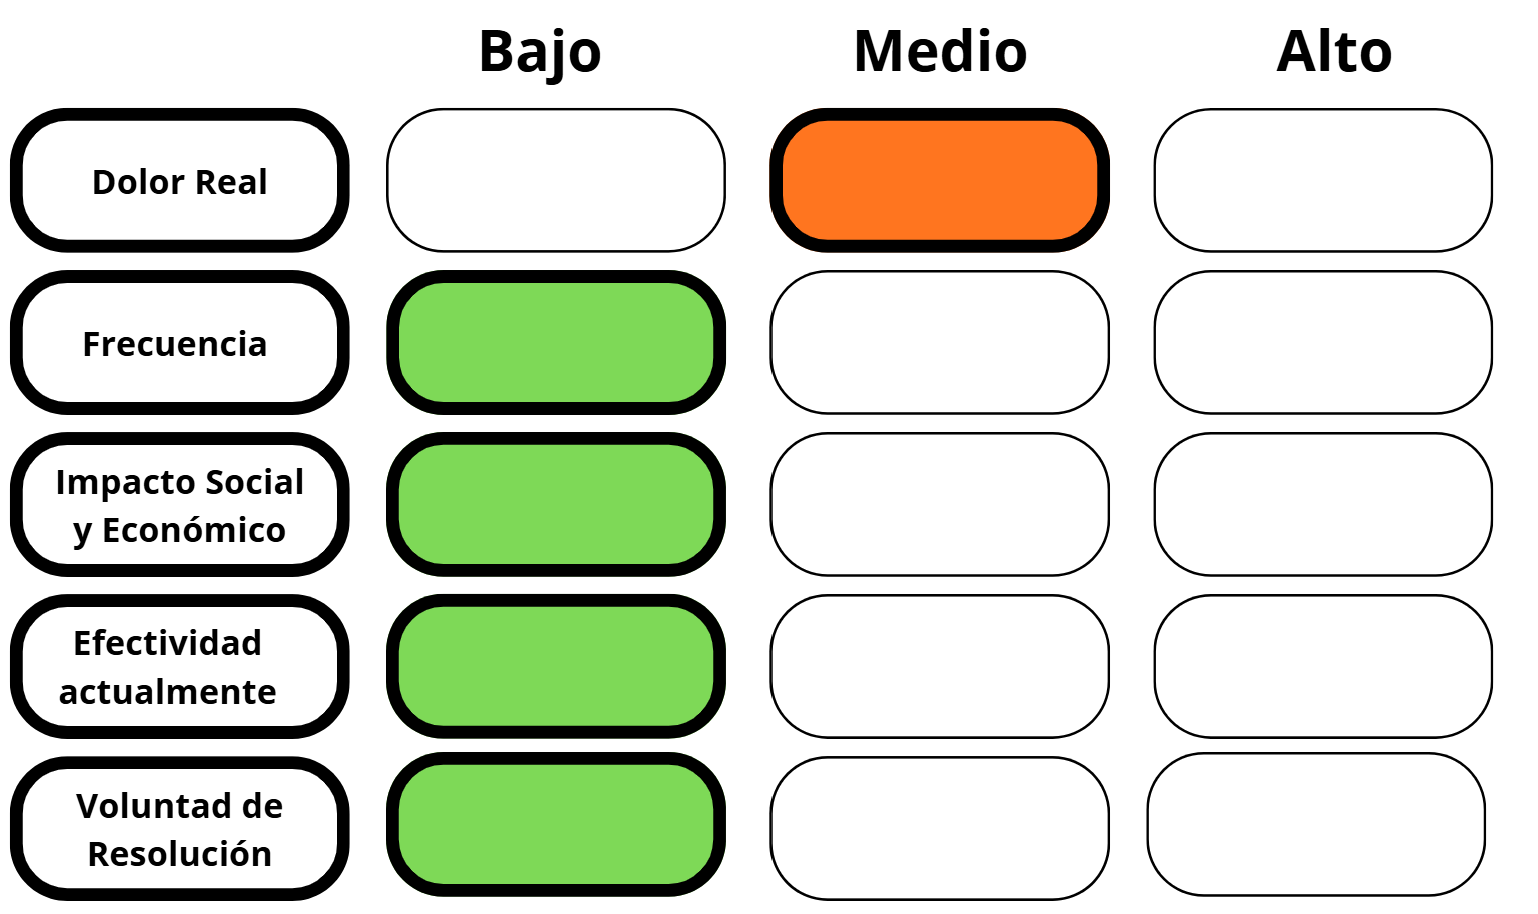 Bajo Medio Alto
Dolor Real
Frecuencia
Impacto Social
y Económico
Efectividad
actualmente
Voluntad de
Resolución